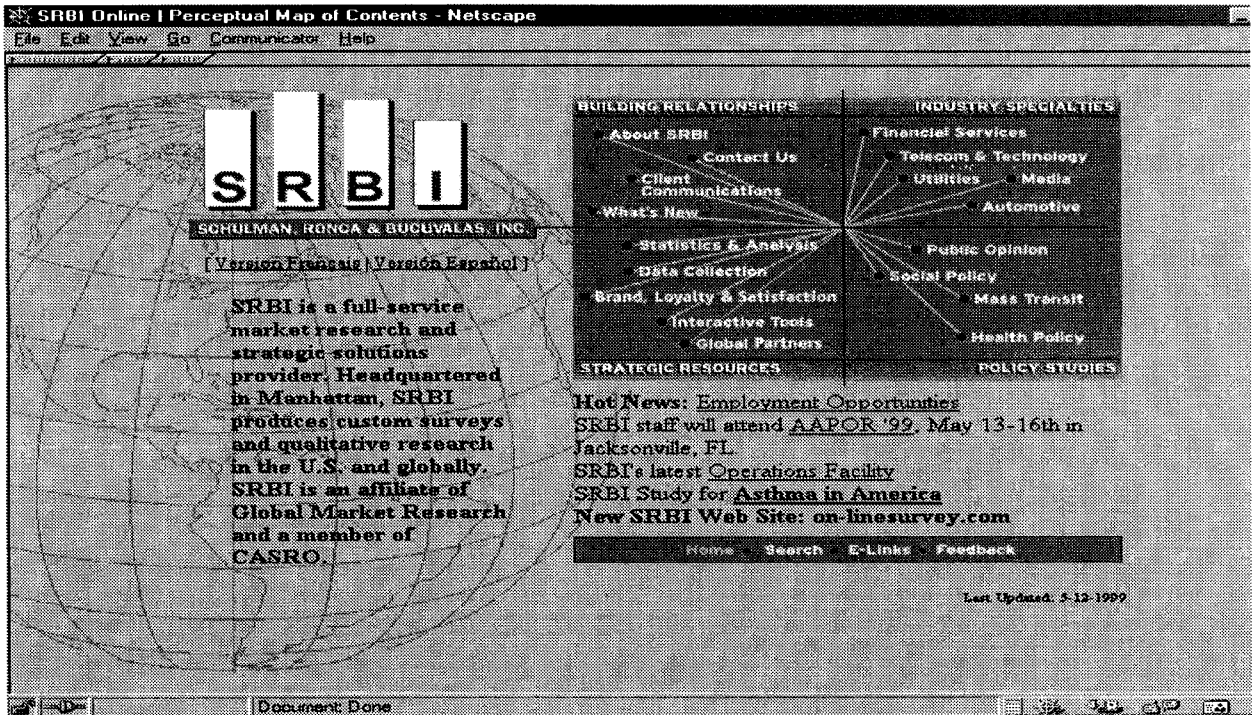 SRBI Online | Perceptual Map of Contents - Netscape
File Edit View Go Communicator Help
S R B I
SCHULMAN, RONCA & BUCUVALAS, INC.
[ Version Français | Versión Español ]
SRBI is a full-service
market research and
strategic solutions
provider. Headquartered
in Manhattan, SRBI
produces custom surveys
and qualitative research
in the U.S. and globally.
SRBI is an affiliate of
Global Market Research
and a member of
CASRO.
BUILDING RELATIONSHIPS
About SRBI
Contact Us
Client
Communications
What's New
INDUSTRY SPECIALTIES
Financial Services
Telecom & Technology
Utilities Media
Automotive
Statistics & Analysis
Data Collection
Brand, Loyalty & Satisfaction
Interactive Tools
Global Partners
STRATEGIC RESOURCES
Public Opinion
Social Policy
Mass Transit
Health Policy
POLICY STUDIES
Hot News: Employment Opportunities
SRBI staff will attend AAPOR '99, May 13-16th in
Jacksonville, FL
SRBI's latest Operations Facility
SRBI Study for Asthma in America
New SRBI Web Site: on-linesurvey.com
Home Search E-Links Feedback
Last Updated: 5-12-1999
Document: Done